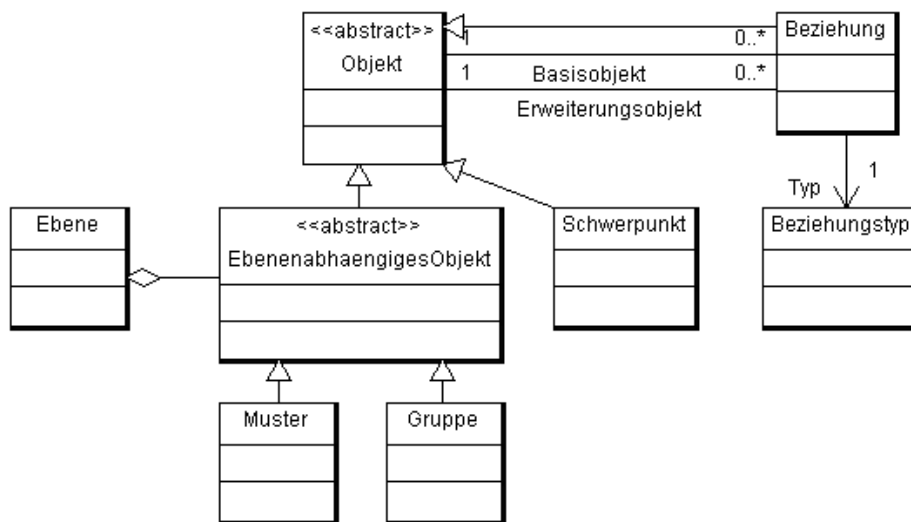 <<abstract>>
Objekt
1
0..*
Beziehung
1
Basisobjekt
0..*
Erweiterungsobjekt
Typ
1
Ebene
<<abstract>>
EbenenabhaengigesObjekt
Schwerpunkt
Beziehungstyp
Muster
Gruppe